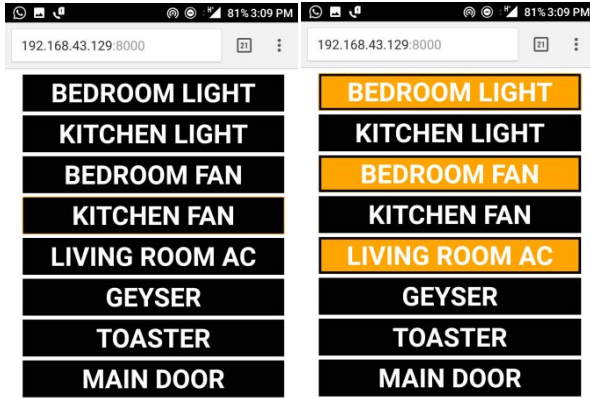 81% 3:09 PM
192.168.43.129:8000
21
BEDROOM LIGHT
KITCHEN LIGHT
BEDROOM FAN
KITCHEN FAN
LIVING ROOM AC
GEYSER
TOASTER
MAIN DOOR
81% 3:09 PM
192.168.43.129:8000
21
BEDROOM LIGHT
KITCHEN LIGHT
BEDROOM FAN
KITCHEN FAN
LIVING ROOM AC
GEYSER
TOASTER
MAIN DOOR